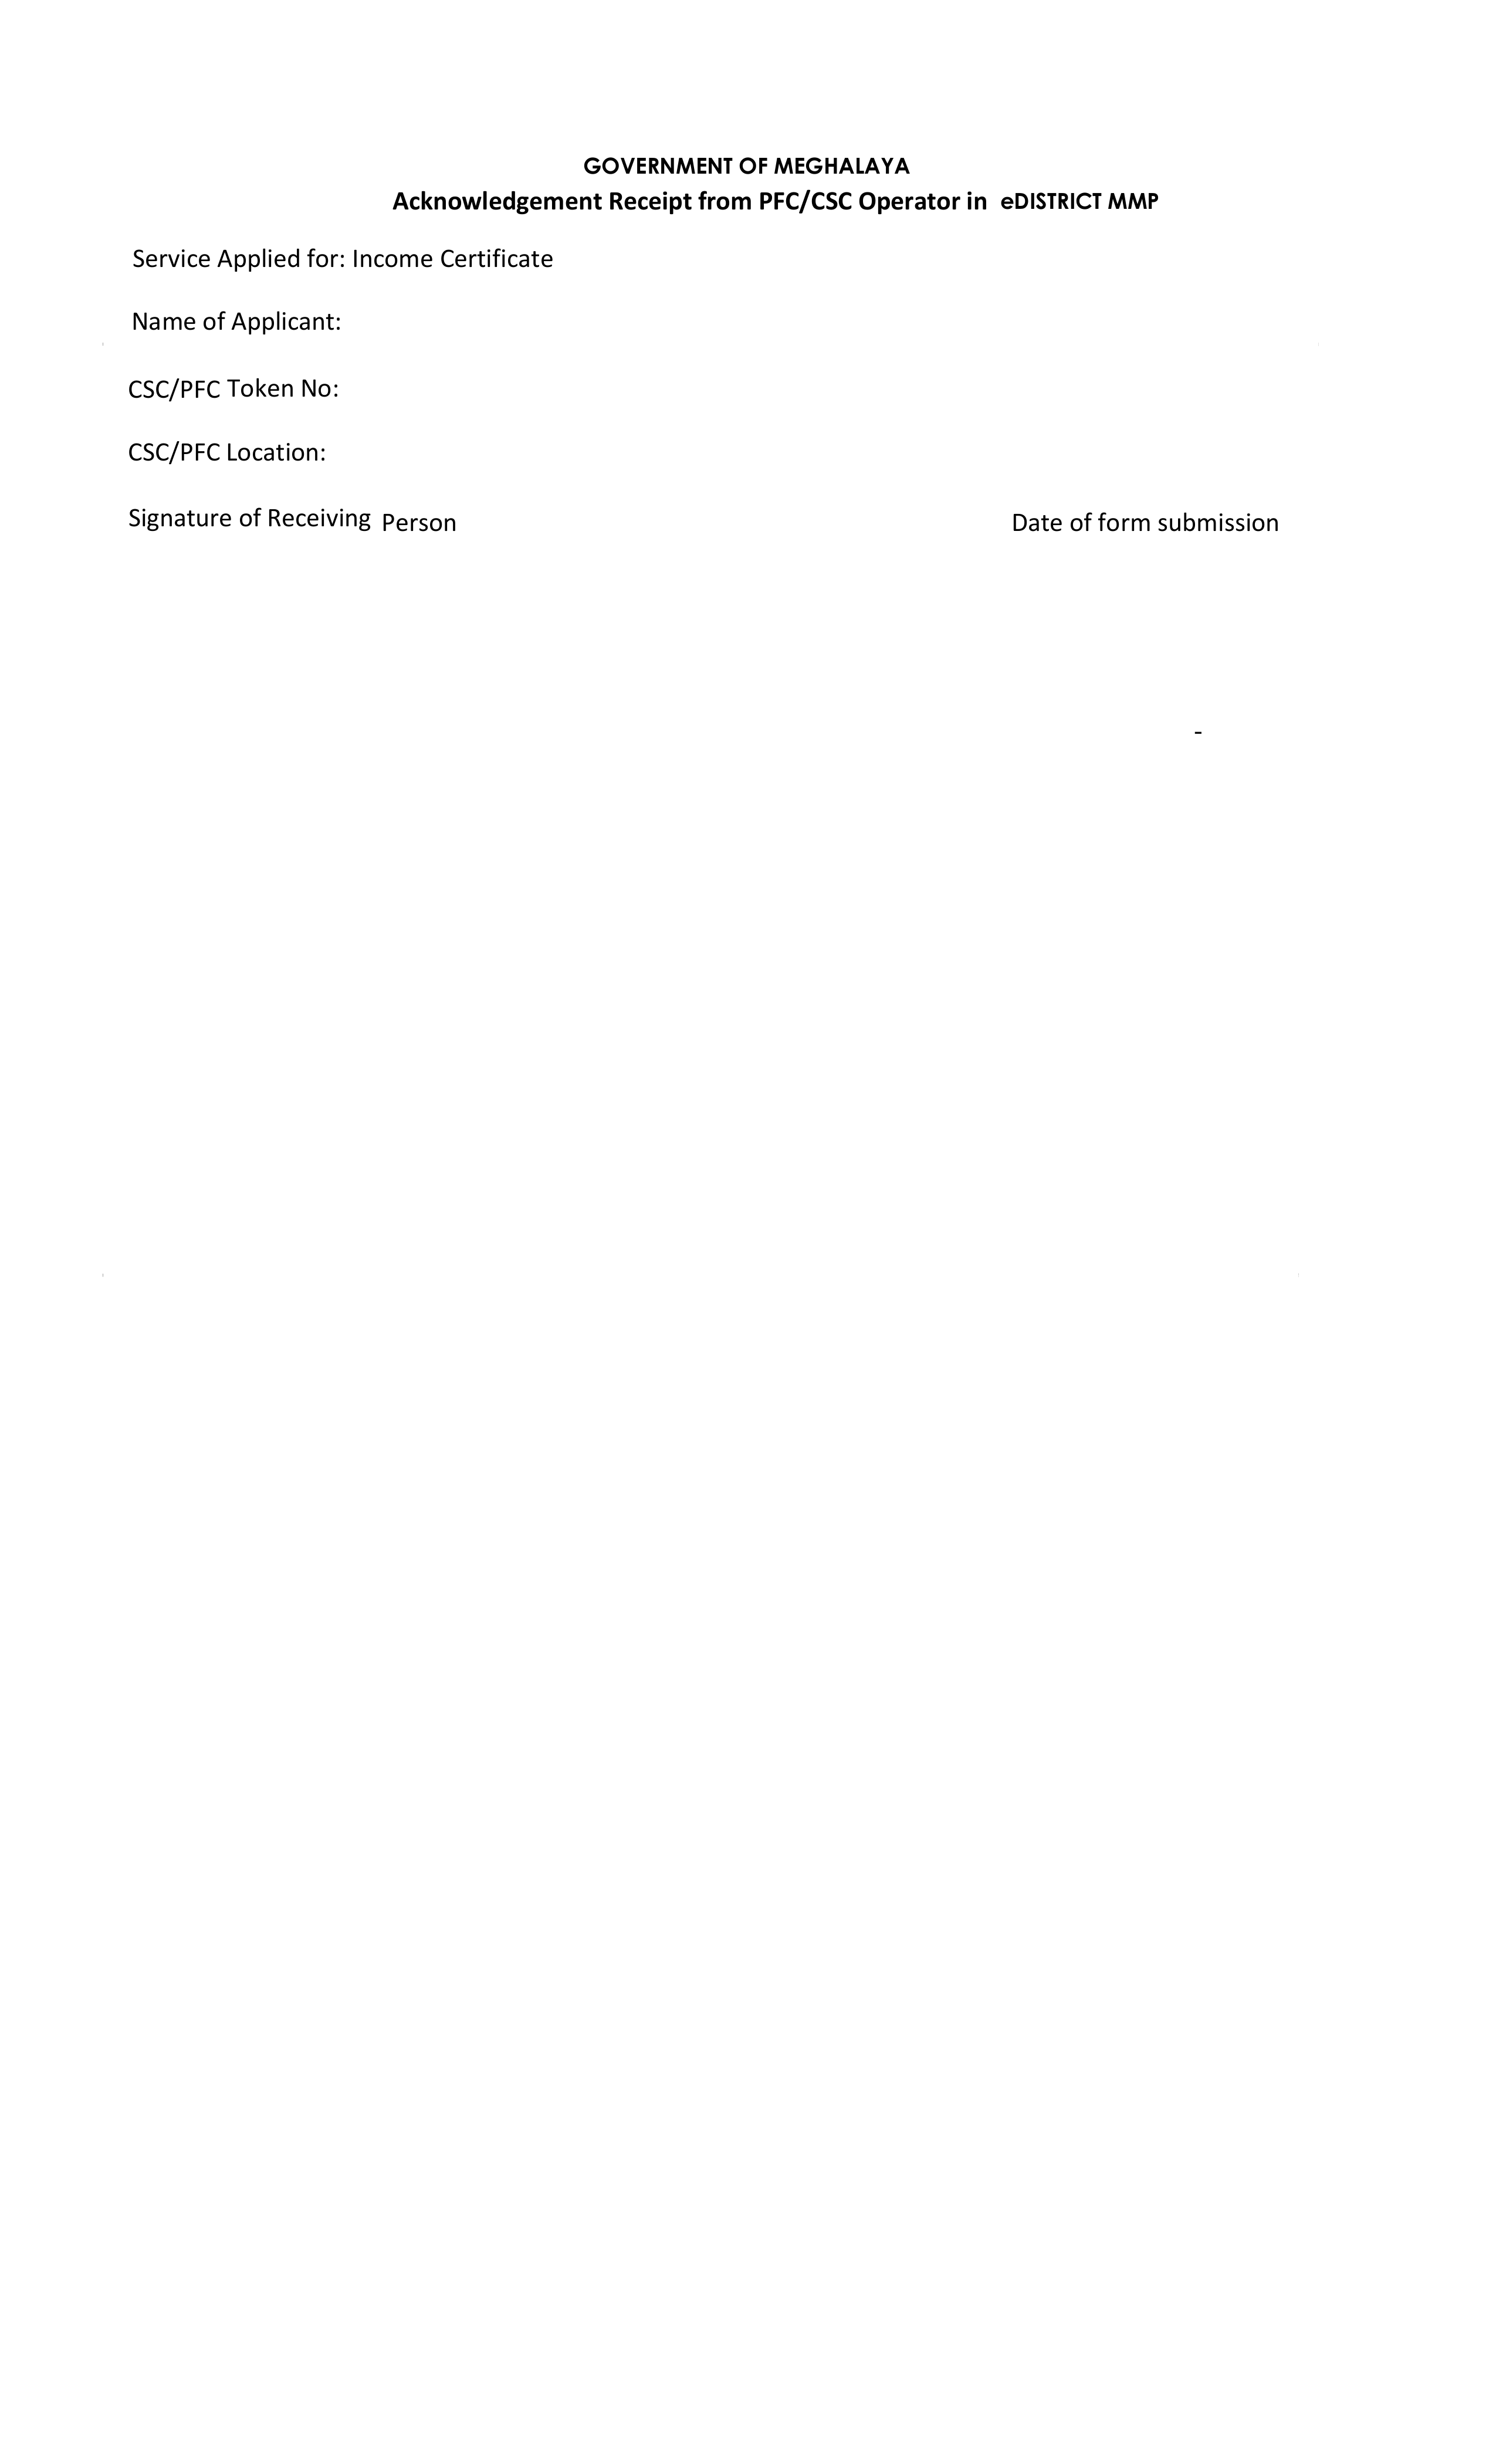 GOVERNMENT OF MEGHALAYA
Acknowledgement Receipt from PFC/CSC Operator in eDISTRICT MMP
Service Applied for: Income Certificate
Name of Applicant:
CSC/PFC Token No:
CSC/PFC Location:
Signature of Receiving Person Date of form submission
-